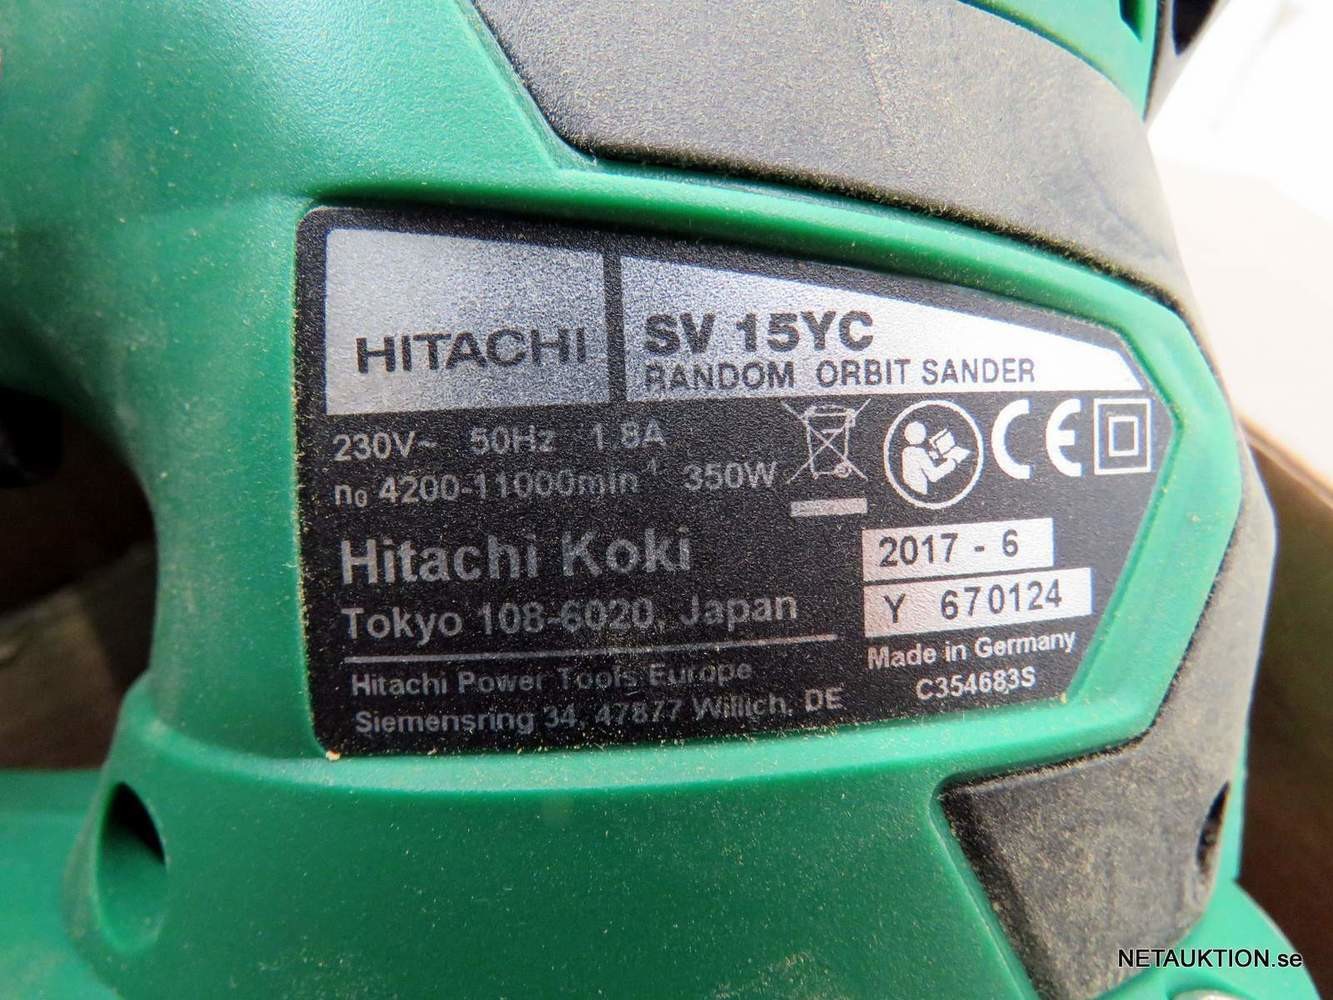 HITACHI
SV 15YC
RANDOM ORBIT SANDER
230V~ 50Hz 1.8A
n₀ 4200-11000min⁻¹ 350W
CE
Hitachi Koki
Tokyo 108-6020, Japan
2017 - 6
Y 670124
Made in Germany
C354683S
Hitachi Power Tools Europe
Siemensring 34, 47877 Willich, DE
NETAUKTION.se